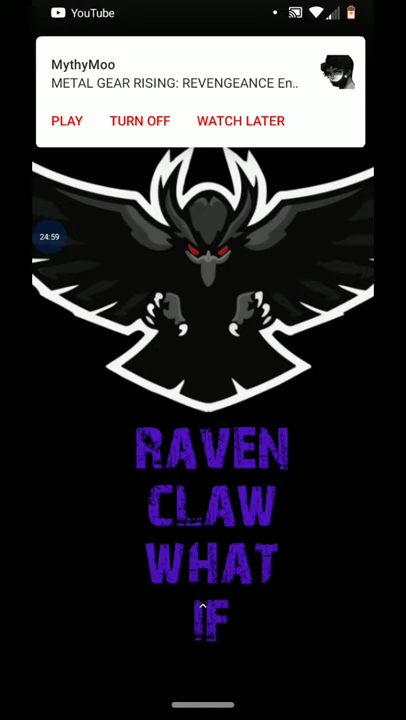 YouTube
MythyMoo
METAL GEAR RISING: REVENGEANCE En..
PLAY TURN OFF WATCH LATER
24:59
RAVEN
CLAW
WHAT
IF